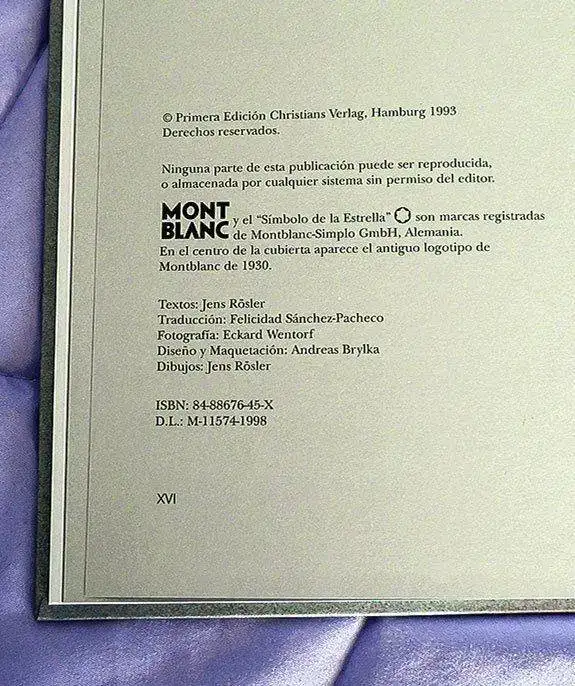 © Primera Edición Christians Verlag, Hamburg 1993
Derechos reservados.
Ninguna parte de esta publicación puede ser reproducida,
o almacenada por cualquier sistema sin permiso del editor.
MONT BLANC y el “Símbolo de la Estrella” son marcas registradas
de Montblanc-Simplo GmbH, Alemania.
En el centro de la cubierta aparece el antiguo logotipo de
Montblanc de 1930.
Textos: Jens Rösler
Traducción: Felicidad Sánchez-Pacheco
Fotografía: Eckard Wentorf
Diseño y Maquetación: Andreas Brylka
Dibujos: Jens Rösler
ISBN: 84-88676-45-X
D.L.: M-11574-1998
XVI